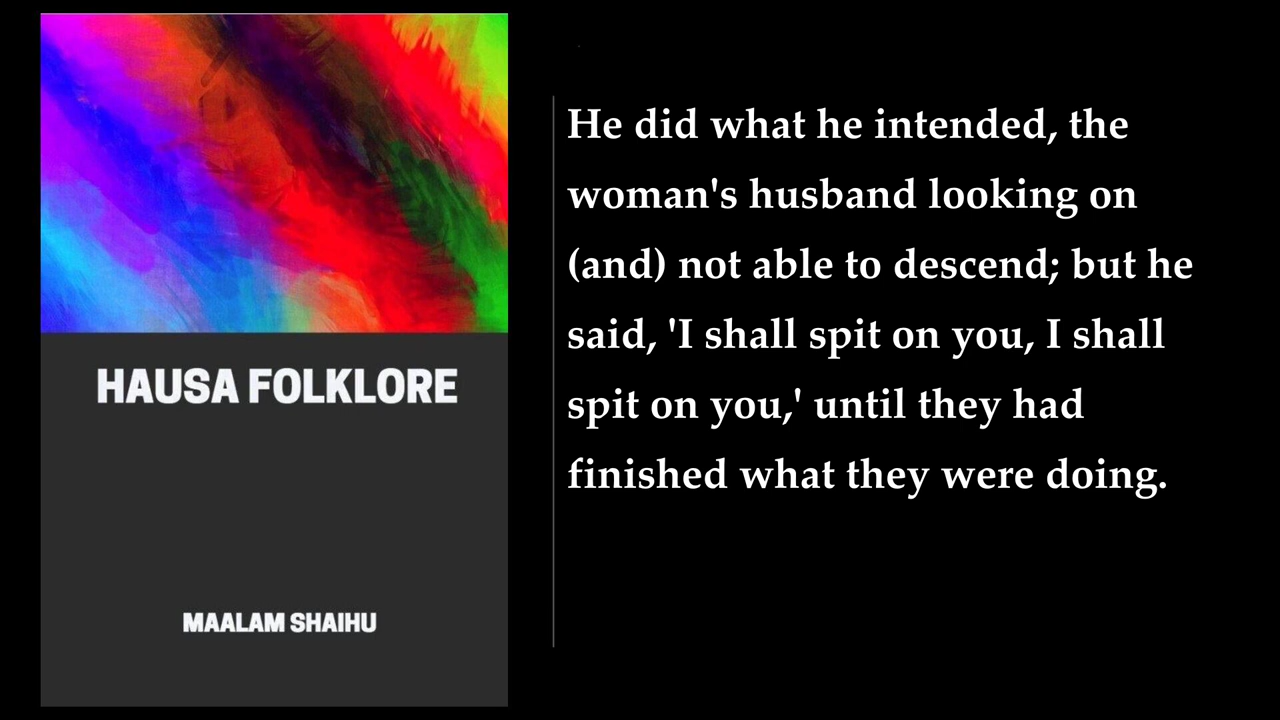 HAUSA FOLKLORE
MAALAM SHAIHU
He did what he intended, the
woman's husband looking on
(and) not able to descend; but he
said, 'I shall spit on you, I shall
spit on you,' until they had
finished what they were doing.